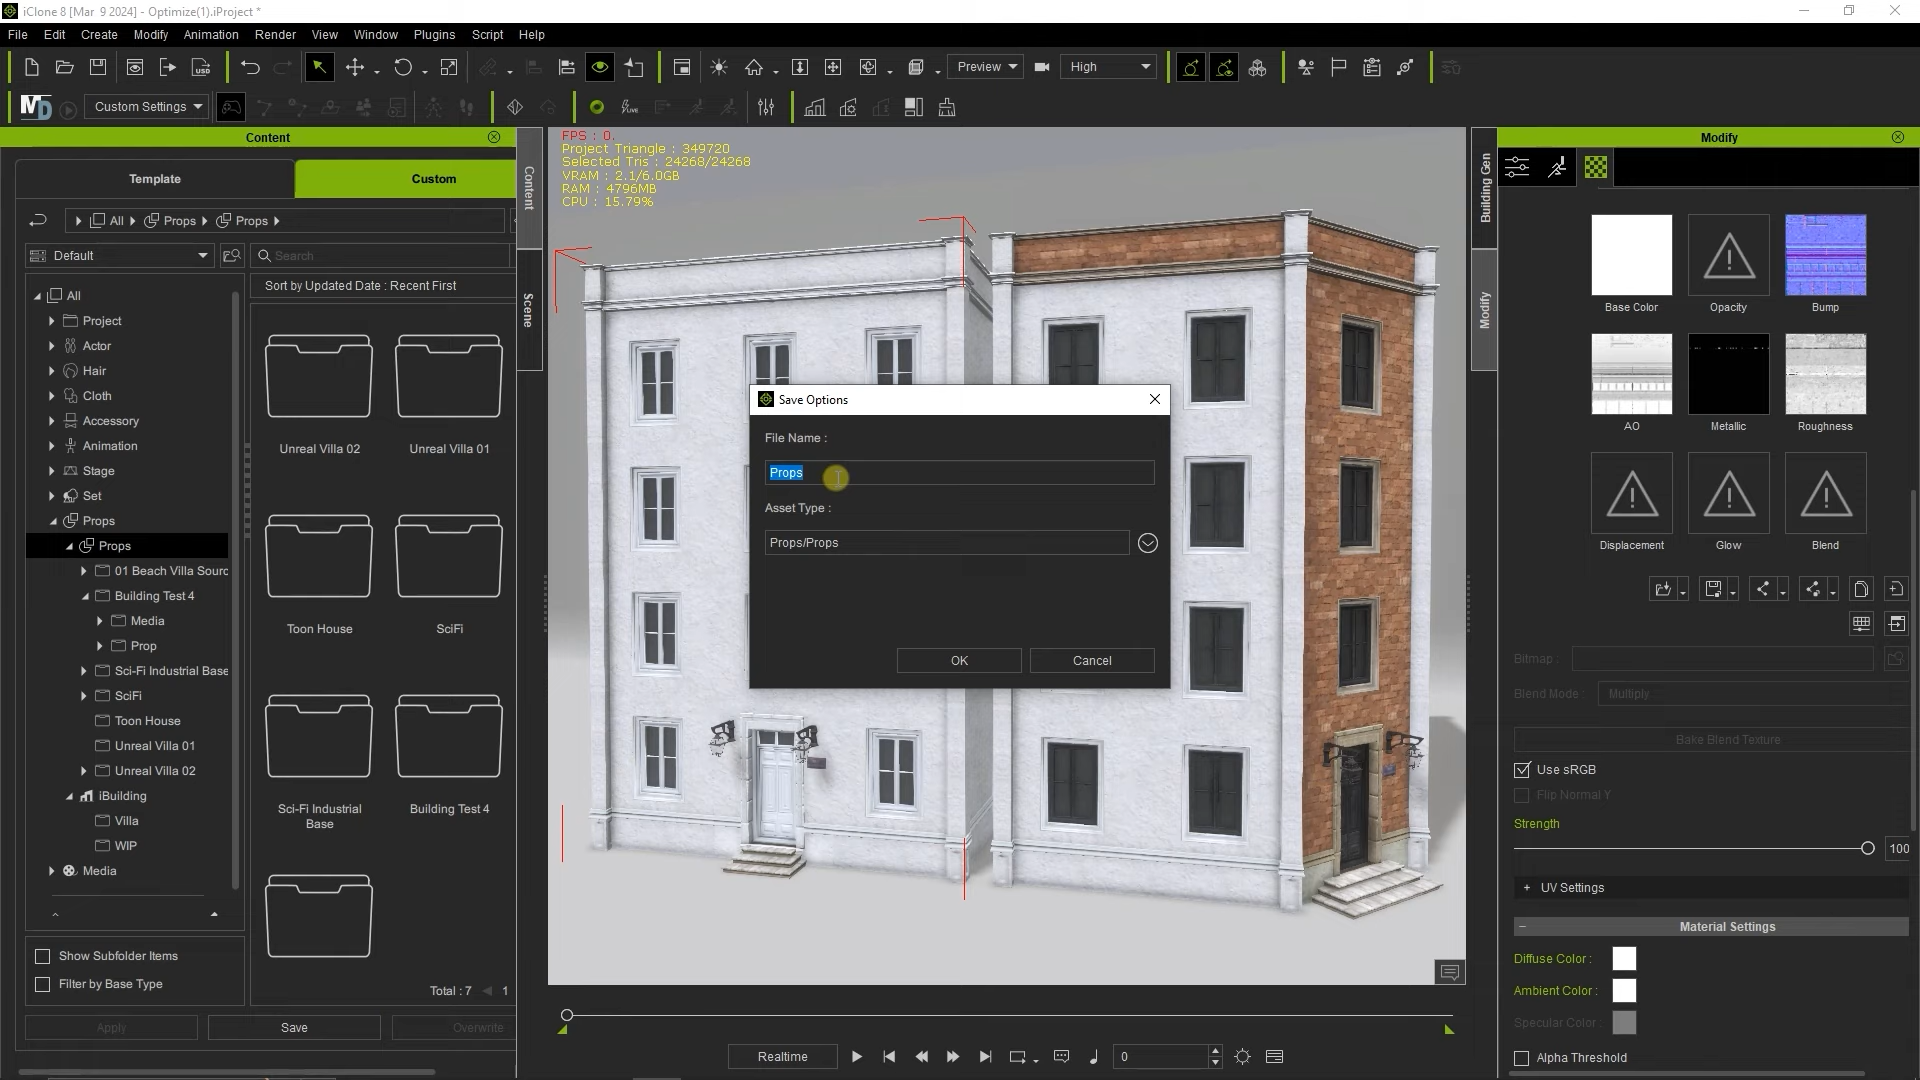 iClone 8 [Mar 9 2024] - Optimize(1).iProject *
File Edit Create Modify Animation Render View Window Plugins Script Help
Preview High
MD Custom Settings LIVE
Content
Template Custom
All Props Props
Default Search
Sort by Updated Date : Recent First
All
Project
Actor
Hair
Cloth
Accessory
Animation
Stage
Set
Props
Props
01 Beach Villa Sourc
Building Test 4
Media
Prop
Sci-Fi Industrial Base
SciFi
Toon House
Unreal Villa 01
Unreal Villa 02
iBuilding
Villa
WIP
Media
Unreal Villa 02 Unreal Villa 01
Toon House SciFi
Sci-Fi Industrial
Base
Building Test 4
Show Subfolder Items
Filter by Base Type
Total : 7 1
Apply Save Overwrite
Content
Scene
FPS : 0.
Project Triangle : 349720
Selected Tris : 24268/24268
VRAM : 2.1/6.0GB
RAM : 4796MB
CPU : 15.79%
Save Options
File Name :
Props
Asset Type :
Props/Props
OK Cancel
Realtime 0
Building Gen
Modify
Modify
Base Color Opacity Bump
AO Metallic Roughness
Displacement Glow Blend
Bitmap :
Blend Mode : Multiply
Bake Blend Texture
Use sRGB
Flip Normal Y
Strength
100
+ UV Settings
Material Settings
Diffuse Color :
Ambient Color :
Specular Color :
Alpha Threshold